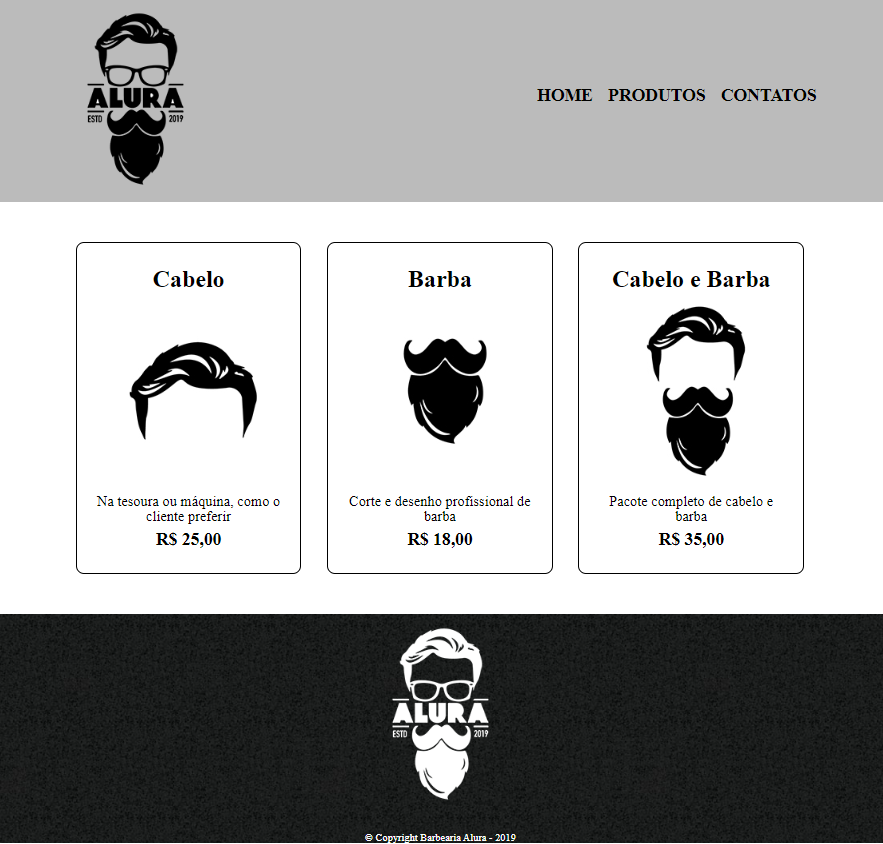 ALURA
ESTD 2019
HOME PRODUTOS CONTATOS
Cabelo
Na tesoura ou máquina, como o
cliente preferir
R$ 25,00
Barba
Corte e desenho profissional de
barba
R$ 18,00
Cabelo e Barba
Pacote completo de cabelo e
barba
R$ 35,00
ALURA
ESTD 2019
© Copyright Barbearia Alura - 2019